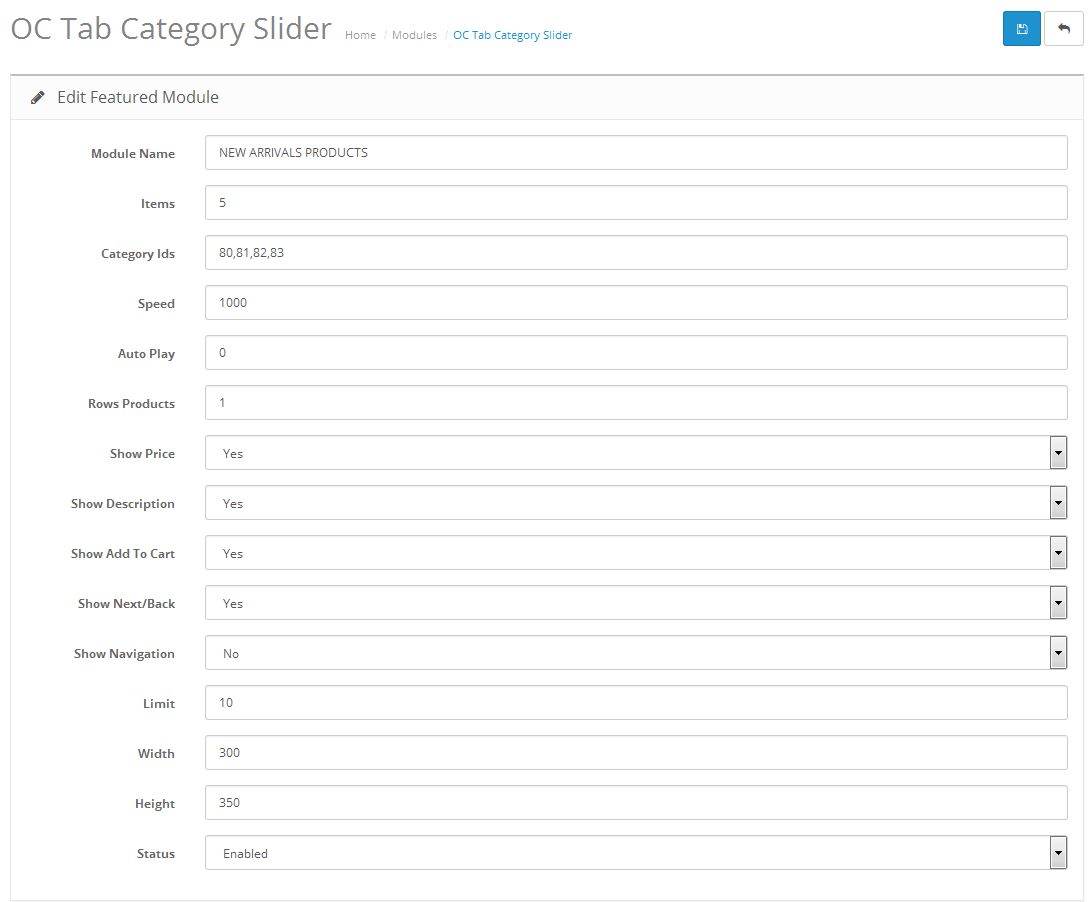 OC Tab Category Slider Home / Modules / OC Tab Category Slider
Edit Featured Module
Module Name NEW ARRIVALS PRODUCTS
Items 5
Category Ids 80,81,82,83
Speed 1000
Auto Play 0
Rows Products 1
Show Price Yes
Show Description Yes
Show Add To Cart Yes
Show Next/Back Yes
Show Navigation No
Limit 10
Width 300
Height 350
Status Enabled